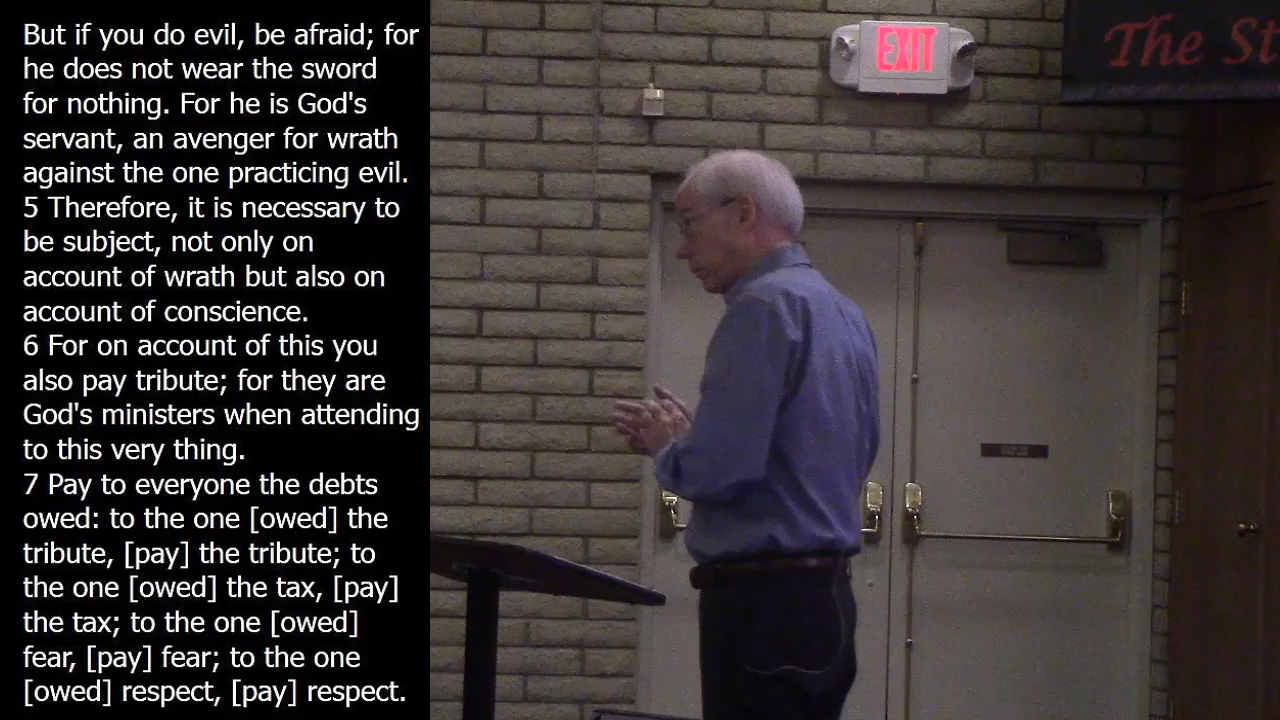 But if you do evil, be afraid; for
he does not wear the sword
for nothing. For he is God's
servant, an avenger for wrath
against the one practicing evil.
5 Therefore, it is necessary to
be subject, not only on
account of wrath but also on
account of conscience.
6 For on account of this you
also pay tribute; for they are
God's ministers when attending
to this very thing.
7 Pay to everyone the debts
owed: to the one [owed] the
tribute, [pay] the tribute; to
the one [owed] the tax, [pay]
the tax; to the one [owed]
fear, [pay] fear; to the one
[owed] respect, [pay] respect.
EXIT
The St